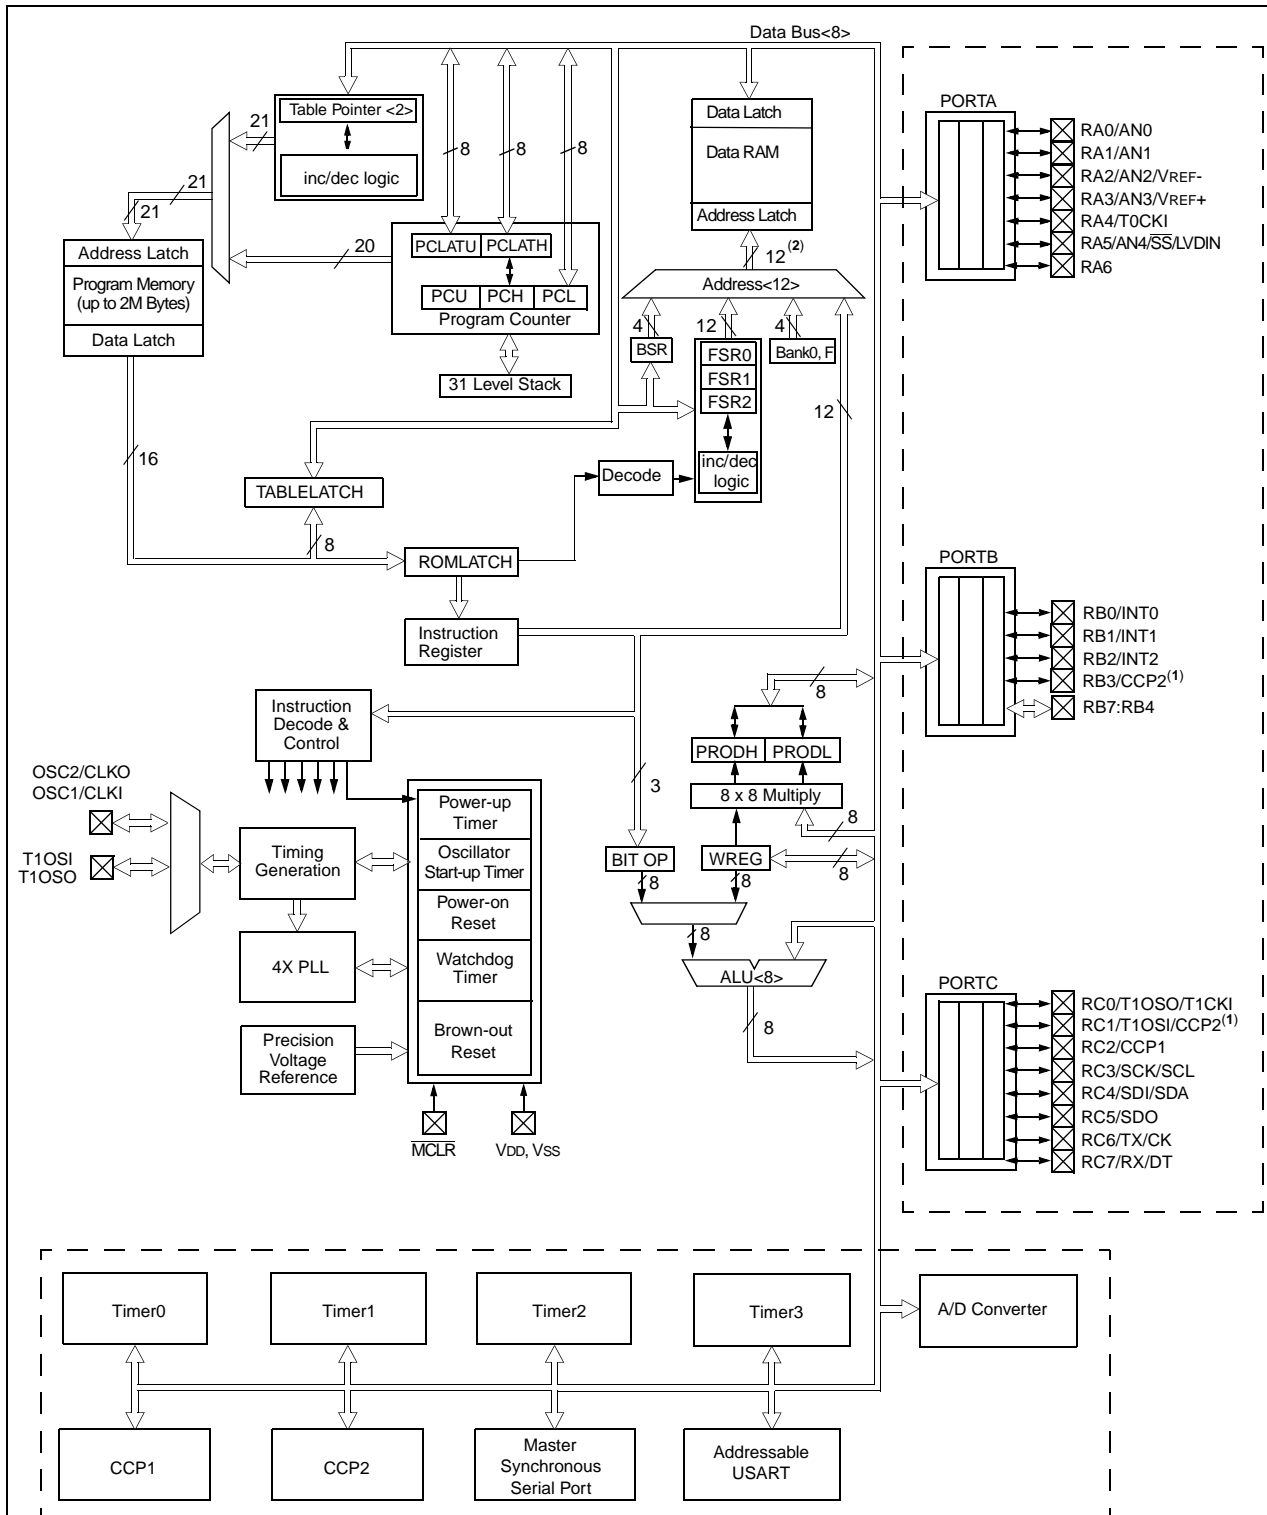 Data Bus<8>
Table Pointer <2>
inc/dec logic
21
21
21
20
8
8
8
Address Latch
Program Memory
(up to 2M Bytes)
Data Latch
16
PCLATU
PCLATH
PCU
PCH
PCL
Program Counter
31 Level Stack
Data Latch
Data RAM
Address Latch
12(2)
Address<12>
4
12
4
BSR
FSR0
FSR1
FSR2
inc/dec
logic
Bank0, F
12
TABLELATCH
8
ROMLATCH
Decode
Instruction
Register
Instruction
Decode &
Control
OSC2/CLKO
OSC1/CLKI
T1OSI
T1OSO
Timing
Generation
4X PLL
Precision
Voltage
Reference
Power-up
Timer
Oscillator
Start-up Timer
Power-on
Reset
Watchdog
Timer
Brown-out
Reset
MCLR
VDD, VSS
3
8
PRODH
PRODL
8 x 8 Multiply
8
BIT OP
WREG
8
8
8
8
ALU<8>
8
PORTA
RA0/AN0
RA1/AN1
RA2/AN2/VREF-
RA3/AN3/VREF+
RA4/T0CKI
RA5/AN4/SS/LVDIN
RA6
PORTB
RB0/INT0
RB1/INT1
RB2/INT2
RB3/CCP2(1)
RB7:RB4
PORTC
RC0/T1OSO/T1CKI
RC1/T1OSI/CCP2(1)
RC2/CCP1
RC3/SCK/SCL
RC4/SDI/SDA
RC5/SDO
RC6/TX/CK
RC7/RX/DT
Timer0
Timer1
Timer2
Timer3
A/D Converter
CCP1
CCP2
Master
Synchronous
Serial Port
Addressable
USART